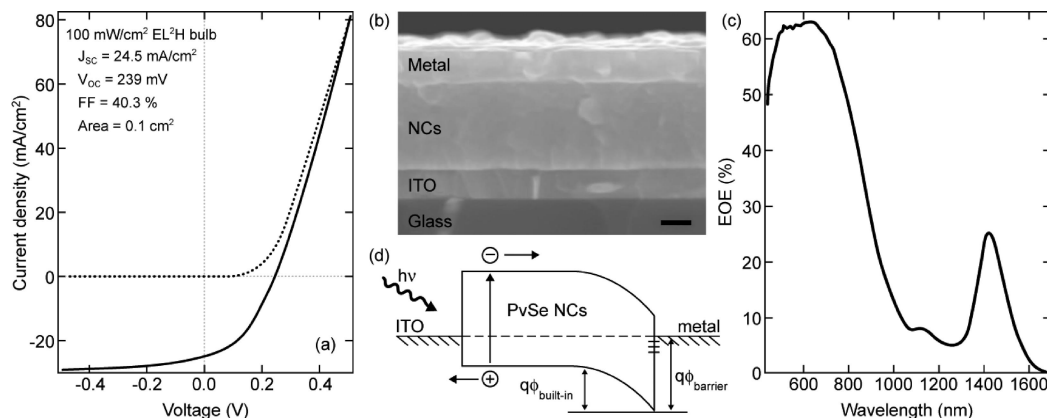 (a)
100 mW/cm² EL²H bulb
J_SC = 24.5 mA/cm²
V_OC = 239 mV
FF = 40.3 %
Area = 0.1 cm²
Current density (mA/cm²)
80
60
40
20
0
-20
-0.4 -0.2 0.0 0.2 0.4
Voltage (V)
(b)
Metal
NCs
ITO
Glass
(d)
hν
−
PvSe NCs
ITO
metal
+
qϕbuilt-in
qϕbarrier
(c)
EOE (%)
60
50
40
30
20
10
0
600 800 1000 1200 1400 1600
Wavelength (nm)